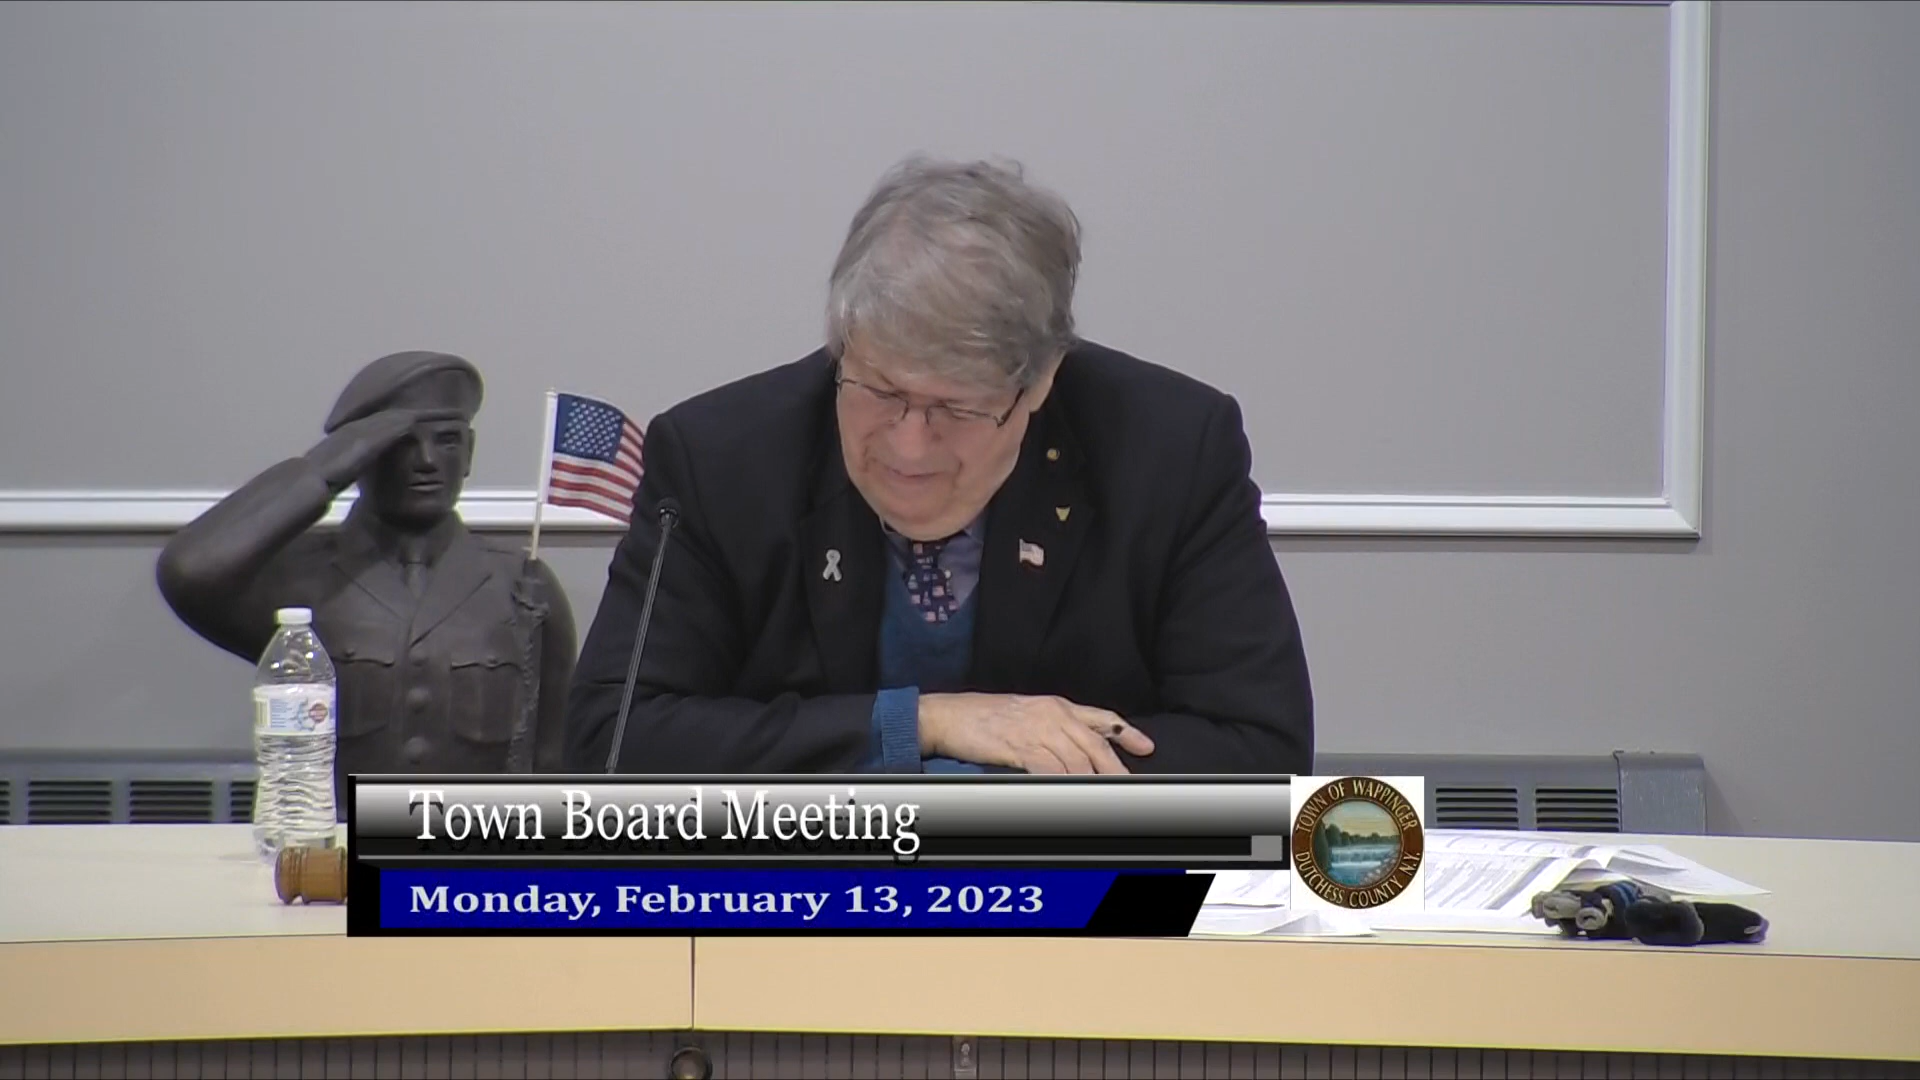 Town Board Meeting
Monday, February 13, 2023
TOWN OF WAPPINGER
DUTCHESS COUNTY N.Y.